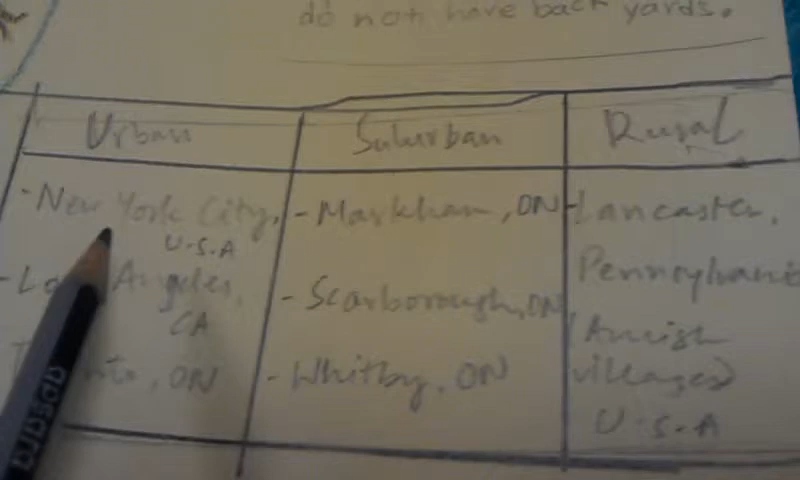 do not have back yards.
Urban
Suburban
Rural
- New York City,
U.S.A
- Los Angeles,
CA
ON
- Markham, ON
- Scarborough, ON
- Whitby, ON
- Lancaster,
Pennsylvania
(Amish
villages)
U.S.A